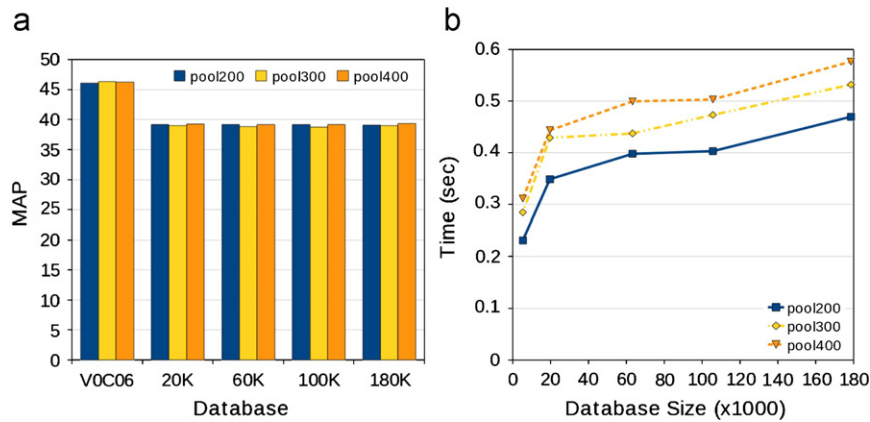 a
50
45
40
35
30
25
20
15
10
5
0
MAP
pool200 pool300 pool400
V0C06 20K 60K 100K 180K
Database
b
0.6
0.5
0.4
0.3
0.2
0.1
0
Time (sec)
pool200
pool300
pool400
0 20 40 60 80 100 120 140 160 180
Database Size (x1000)